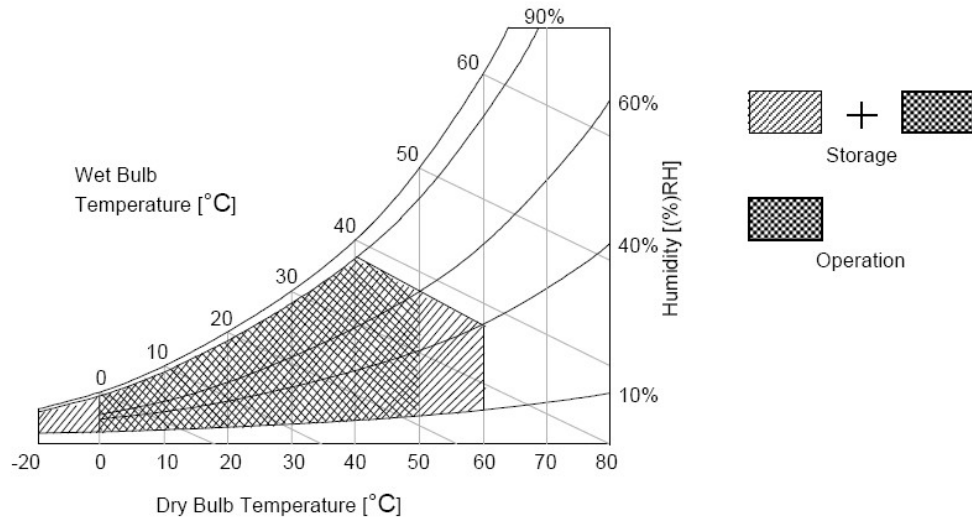 90%
60
60%
50
Wet Bulb
Temperature [°C]
40
40%
30
20
10
0
10%
Humidity [(%)RH]
-20 0 10 20 30 40 50 60 70 80
Dry Bulb Temperature [°C]
+
Storage
Operation